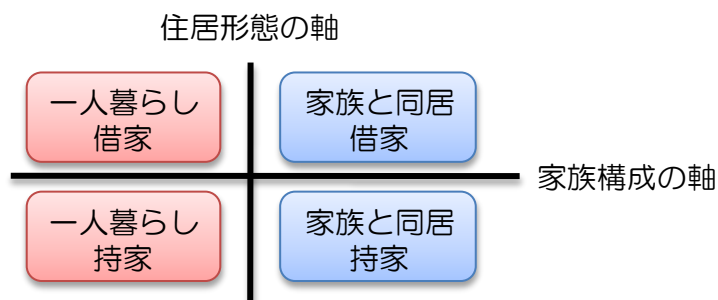 住居形態の軸
一人暮らし
借家
家族と同居
借家
家族構成の軸
一人暮らし
持家
家族と同居
持家